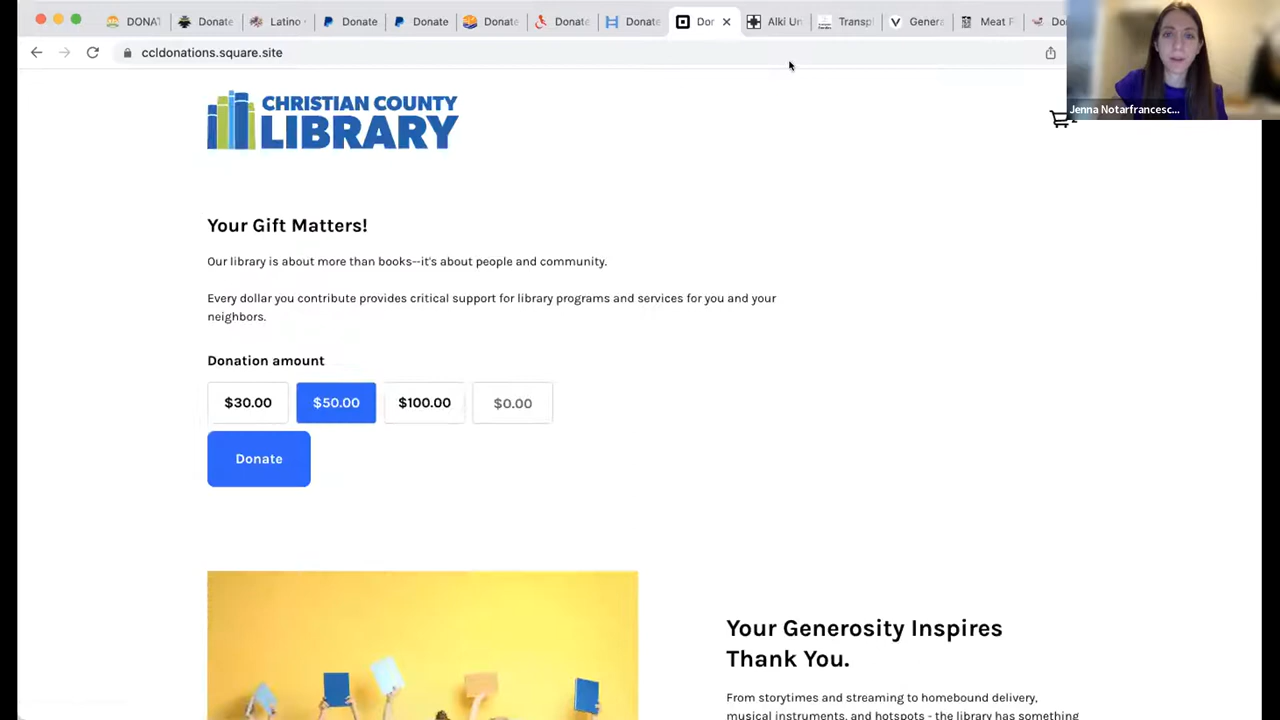 DONAT
Donate
Latino
Donate
Donate
Donate
Donate
Donate
Don
Alki Un
Transp
Genera
Meat F
Do
ccldonations.square.site
Jenna Notarfrancesc...
CHRISTIAN COUNTY
LIBRARY
Your Gift Matters!
Our library is about more than books--it's about people and community.
Every dollar you contribute provides critical support for library programs and services for you and your
neighbors.
Donation amount
$30.00
$50.00
$100.00
$0.00
Donate
Your Generosity Inspires
Thank You.
From storytimes and streaming to homebound delivery,
musical instruments, and hotspots - the library has something